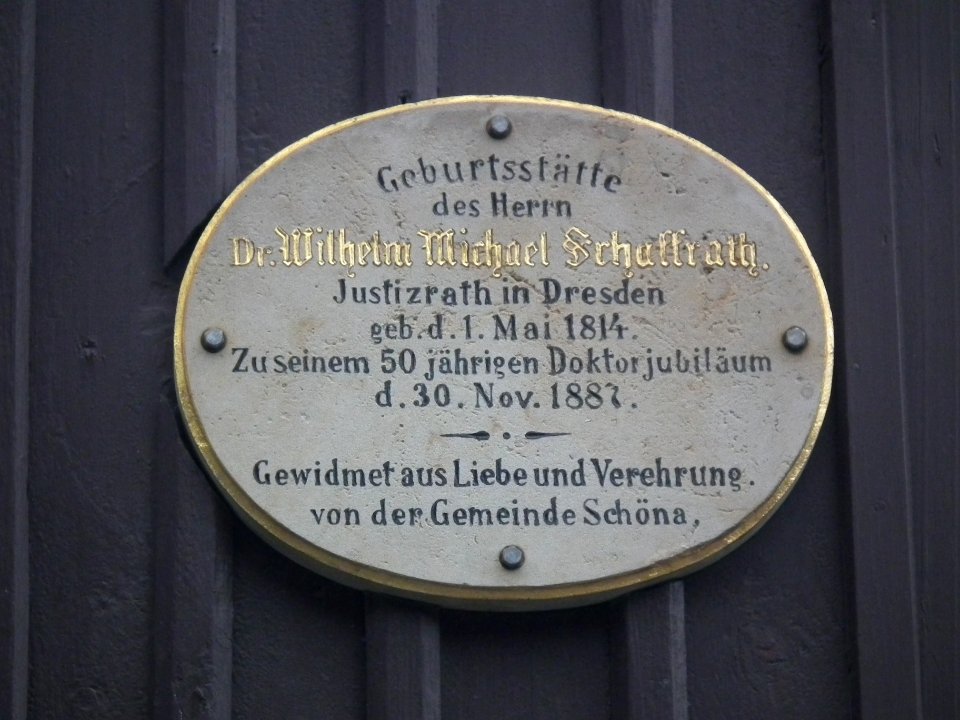 Geburtsstätte
des Herrn
Dr. Wilhelm Michael Schaffrath.
Justizrath in Dresden
geb. d. 1. Mai 1814.
Zu seinem 50 jährigen Doktorjubiläum
d. 30. Nov. 1887.
Gewidmet aus Liebe und Verehrung.
von der Gemeinde Schöna,